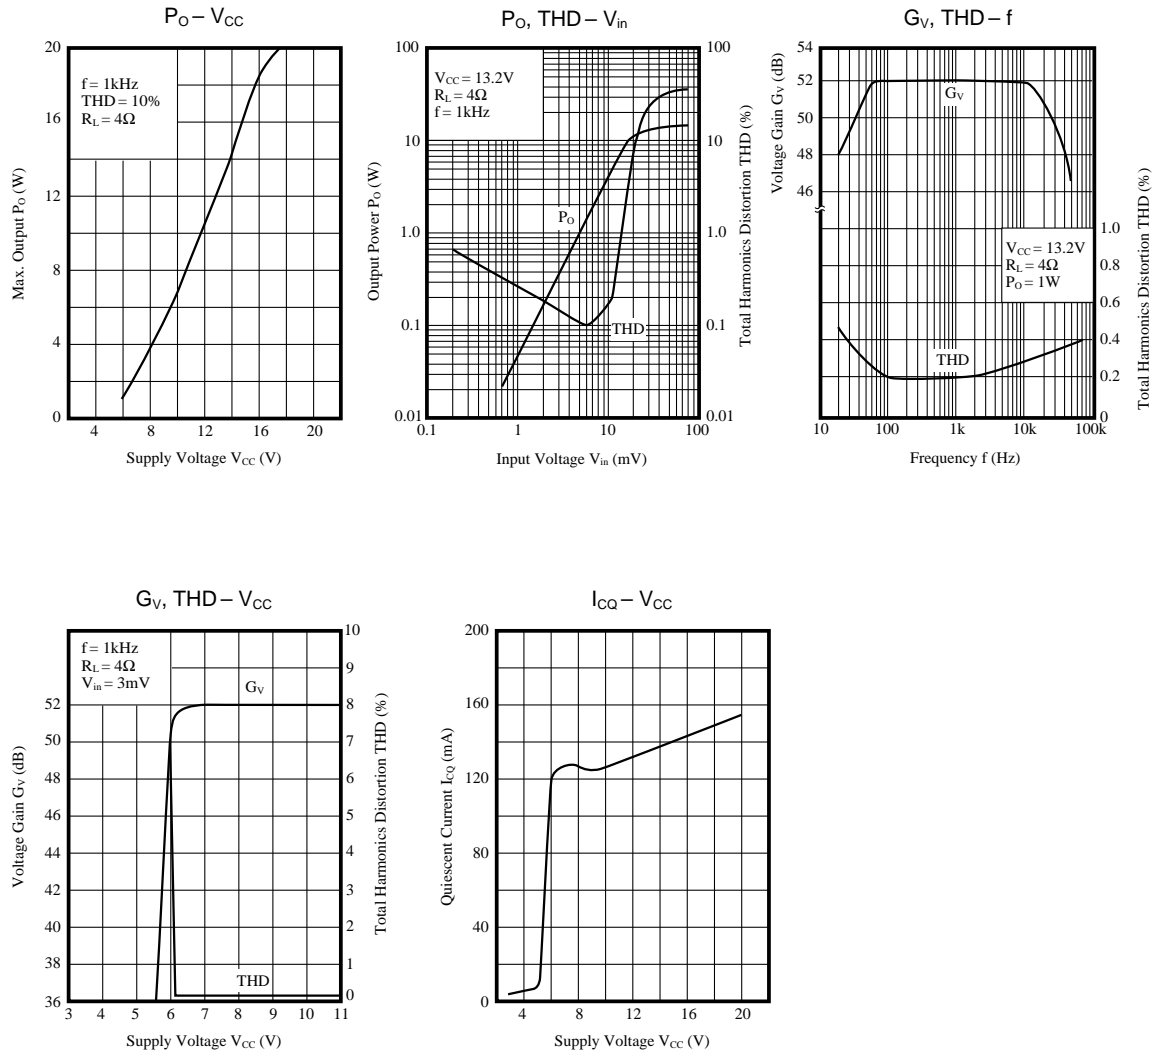 P_O – V_CC
f = 1kHz
THD = 10%
R_L = 4Ω
20
16
12
8
4
0
4 8 12 16 20
Max. Output P_O (W)
Supply Voltage V_CC (V)
P_O, THD – V_in
V_CC = 13.2V
R_L = 4Ω
f = 1kHz
100
10
1.0
0.1
0.01
P_O
THD
100
10
1.0
0.1
0.01
0.1 1 10 100
Output Power P_O (W)
Total Harmonics Distortion THD (%)
Input Voltage V_in (mV)
G_V, THD – f
54
52
50
48
46
G_V
V_CC = 13.2V
R_L = 4Ω
P_O = 1W
THD
1.0
0.8
0.6
0.4
0.2
0
10 100 1k 10k 100k
Voltage Gain G_V (dB)
Total Harmonics Distortion THD (%)
Frequency f (Hz)
G_V, THD – V_CC
f = 1kHz
R_L = 4Ω
V_in = 3mV
G_V
THD
52
50
48
46
44
42
40
38
36
10
9
8
7
6
5
4
3
2
1
0
3 4 5 6 7 8 9 10 11
Voltage Gain G_V (dB)
Total Harmonics Distortion THD (%)
Supply Voltage V_CC (V)
I_CQ – V_CC
200
160
120
80
40
0
4 8 12 16 20
Quiescent Current I_CQ (mA)
Supply Voltage V_CC (V)